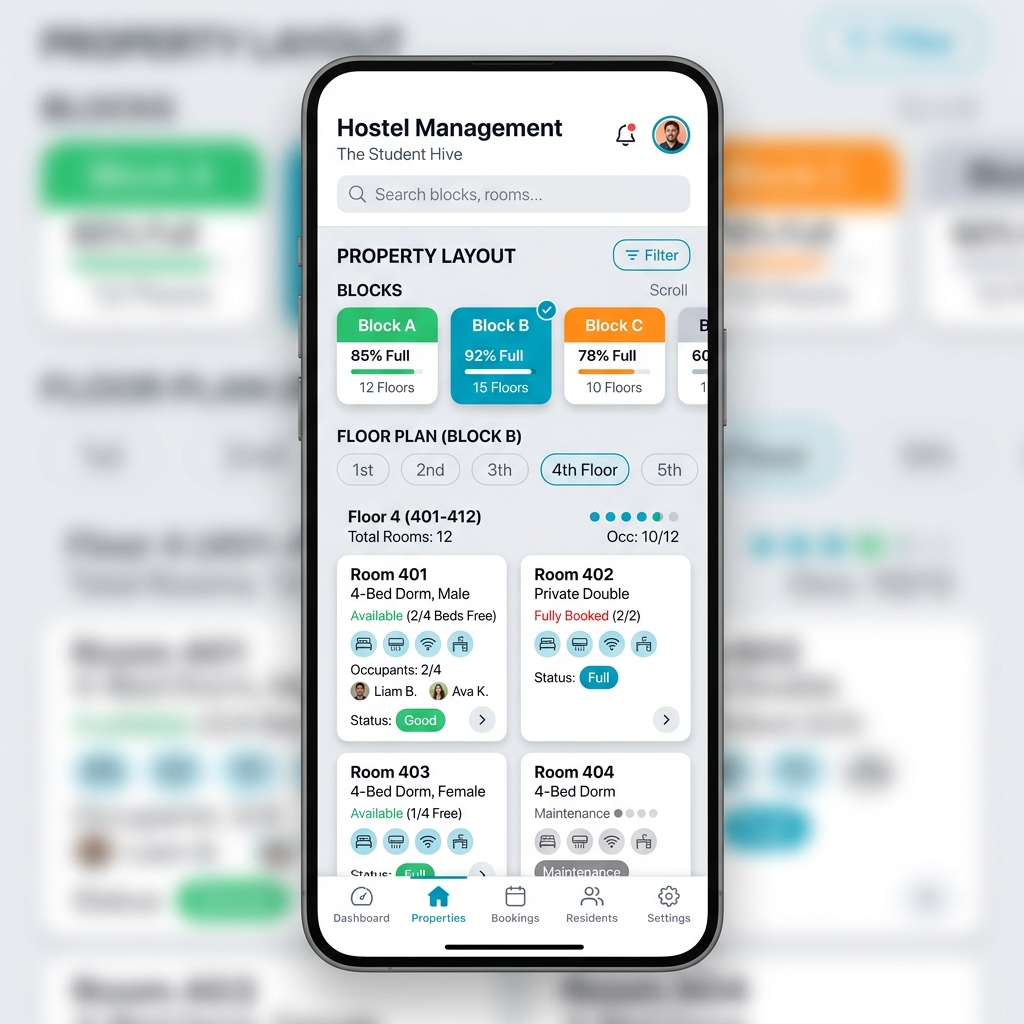 Hostel Management
The Student Hive
Search blocks, rooms...
PROPERTY LAYOUT
Filter
BLOCKS
Scroll
Block A
85% Full
12 Floors
Block B
92% Full
15 Floors
Block C
78% Full
10 Floors
B
60
1
FLOOR PLAN (BLOCK B)
1st
2nd
3th
4th Floor
5th
Floor 4 (401-412)
Total Rooms: 12
Occ: 10/12
Room 401
4-Bed Dorm, Male
Available (2/4 Beds Free)
Occupants: 2/4
Liam B.
Ava K.
Status: Good
Room 402
Private Double
Fully Booked (2/2)
Status: Full
Room 403
4-Bed Dorm, Female
Available (1/4 Free)
Status: Full
Room 404
4-Bed Dorm
Maintenance
Maintenance
Dashboard
Properties
Bookings
Residents
Settings